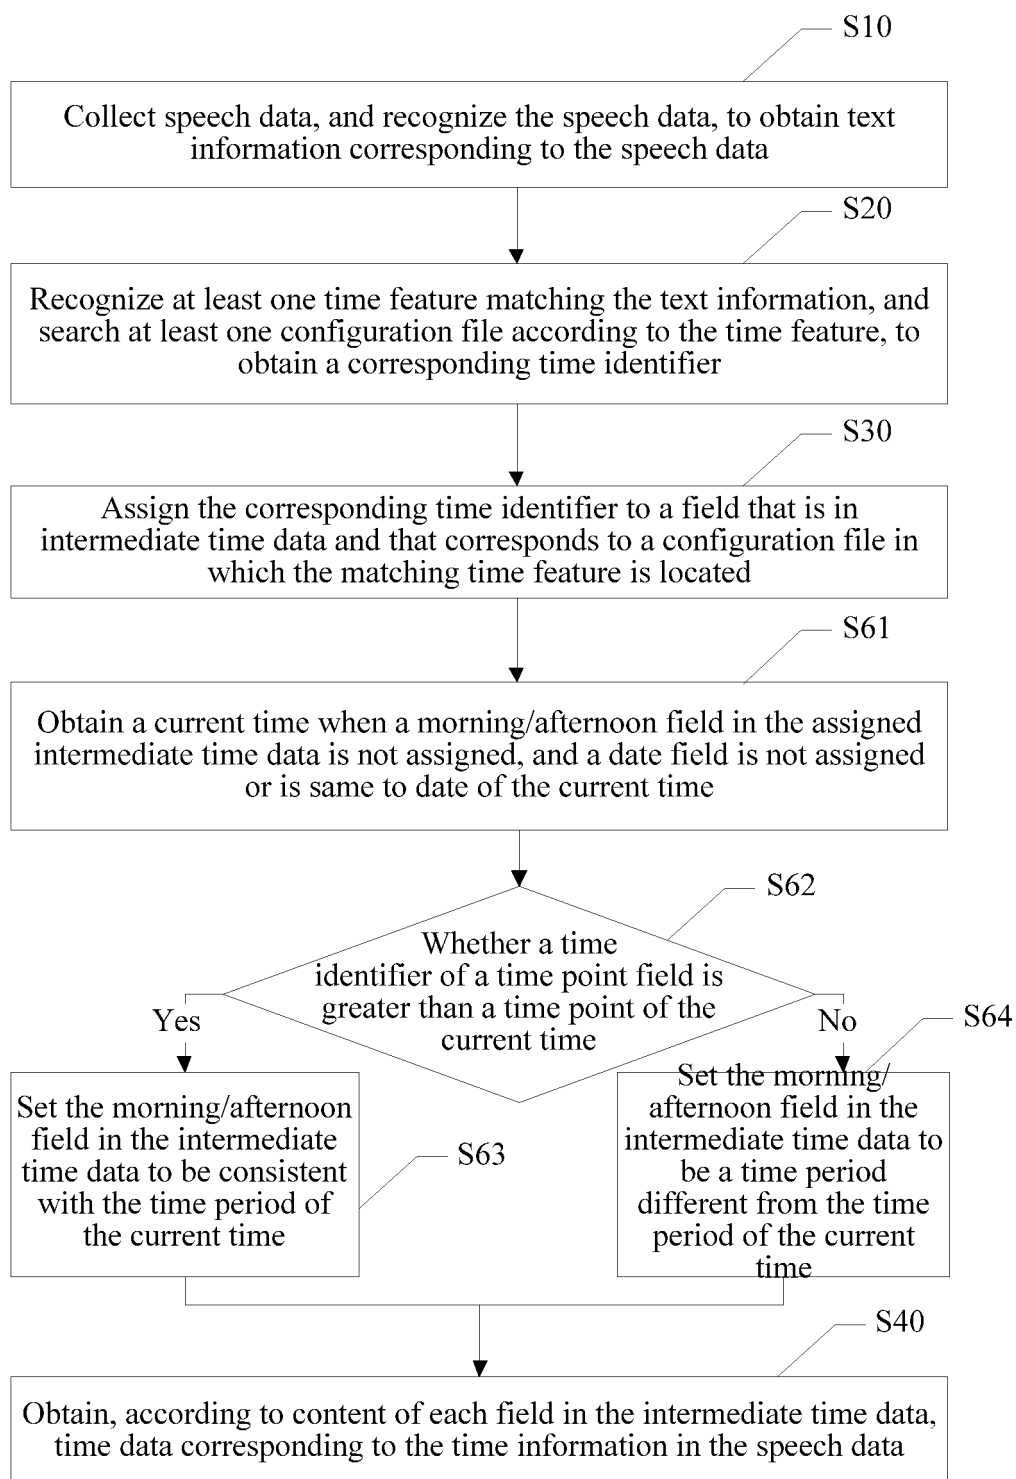 S10
Collect speech data, and recognize the speech data, to obtain text
information corresponding to the speech data
S20
Recognize at least one time feature matching the text information, and
search at least one configuration file according to the time feature, to
obtain a corresponding time identifier
S30
Assign the corresponding time identifier to a field that is in
intermediate time data and that corresponds to a configuration file in
which the matching time feature is located
S61
Obtain a current time when a morning/afternoon field in the assigned
intermediate time data is not assigned, and a date field is not assigned
or is same to date of the current time
S62
Whether a time
identifier of a time point field is
greater than a time point of the
current time
Yes
No
S64
Set the morning/afternoon
field in the intermediate
time data to be consistent
with the time period of
the current time
S63
Set the morning/
afternoon field in the
intermediate time data to
be a time period
different from the time
period of the current
time
S40
Obtain, according to content of each field in the intermediate time data,
time data corresponding to the time information in the speech data